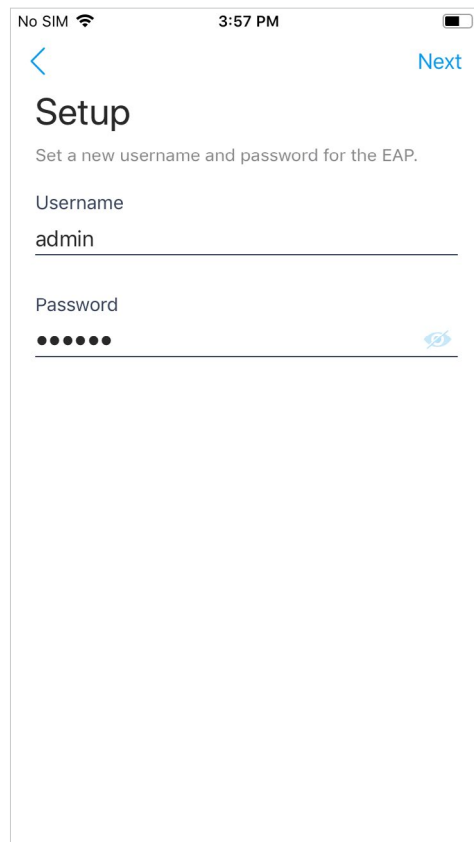 No SIM 3:57 PM
Next
Setup
Set a new username and password for the EAP.
Username
admin
Password
••••••